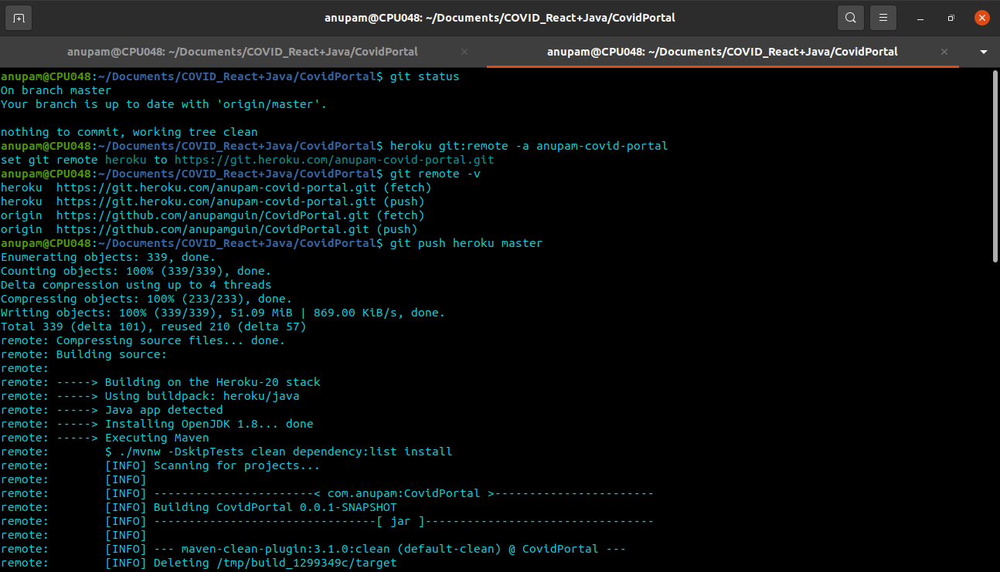 anupam@CPU048: ~/Documents/COVID_React+Java/CovidPortal
anupam@CPU048: ~/Documents/COVID_React+Java/CovidPortal
anupam@CPU048: ~/Documents/COVID_React+Java/CovidPortal
anupam@CPU048:~/Documents/COVID_React+Java/CovidPortal$ git status
On branch master
Your branch is up to date with 'origin/master'.
nothing to commit, working tree clean
anupam@CPU048:~/Documents/COVID_React+Java/CovidPortal$ heroku git:remote -a anupam-covid-portal
set git remote heroku to https://git.heroku.com/anupam-covid-portal.git
anupam@CPU048:~/Documents/COVID_React+Java/CovidPortal$ git remote -v
heroku  https://git.heroku.com/anupam-covid-portal.git (fetch)
heroku  https://git.heroku.com/anupam-covid-portal.git (push)
origin  https://github.com/anupamguin/CovidPortal.git (fetch)
origin  https://github.com/anupamguin/CovidPortal.git (push)
anupam@CPU048:~/Documents/COVID_React+Java/CovidPortal$ git push heroku master
Enumerating objects: 339, done.
Counting objects: 100% (339/339), done.
Delta compression using up to 4 threads
Compressing objects: 100% (233/233), done.
Writing objects: 100% (339/339), 51.09 MiB | 869.00 KiB/s, done.
Total 339 (delta 101), reused 210 (delta 57)
remote: Compressing source files... done.
remote: Building source:
remote:
remote: -----> Building on the Heroku-20 stack
remote: -----> Using buildpack: heroku/java
remote: -----> Java app detected
remote: -----> Installing OpenJDK 1.8... done
remote: -----> Executing Maven
remote:        $ ./mvnw -DskipTests clean dependency:list install
remote:        [INFO] Scanning for projects...
remote:        [INFO]
remote:        [INFO] -----------------------< com.anupam:CovidPortal >-----------------------
remote:        [INFO] Building CovidPortal 0.0.1-SNAPSHOT
remote:        [INFO] --------------------------------[ jar ]---------------------------------
remote:        [INFO]
remote:        [INFO] --- maven-clean-plugin:3.1.0:clean (default-clean) @ CovidPortal ---
remote:        [INFO] Deleting /tmp/build_1299349c/target